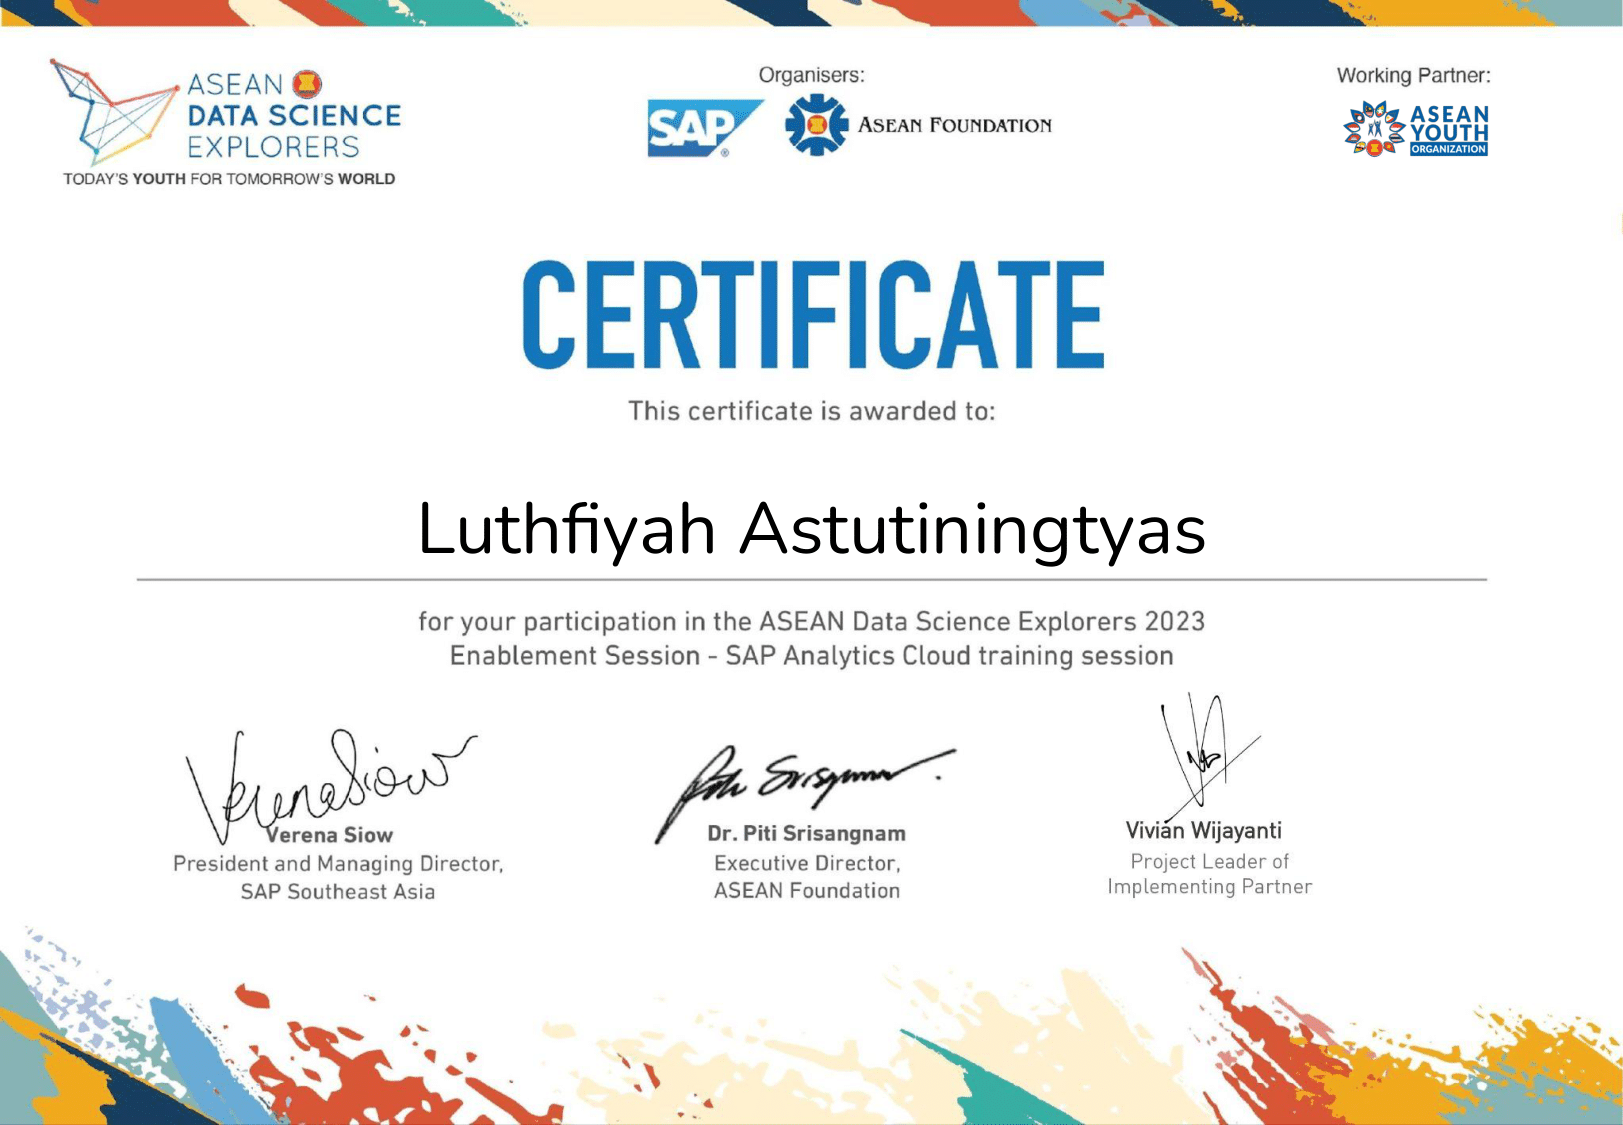 ASEAN
DATA SCIENCE
EXPLORERS
TODAY'S YOUTH FOR TOMORROW'S WORLD
Organisers:
SAP®
ASEAN FOUNDATION
Working Partner:
ASEAN
YOUTH
ORGANIZATION
CERTIFICATE
This certificate is awarded to:
Luthfiyah Astutiningtyas
for your participation in the ASEAN Data Science Explorers 2023
Enablement Session - SAP Analytics Cloud training session
Verena Siow
Verena Siow
President and Managing Director,
SAP Southeast Asia
Dr. Piti Srisangnam
Executive Director,
ASEAN Foundation
Vivian Wijayanti
Project Leader of
Implementing Partner